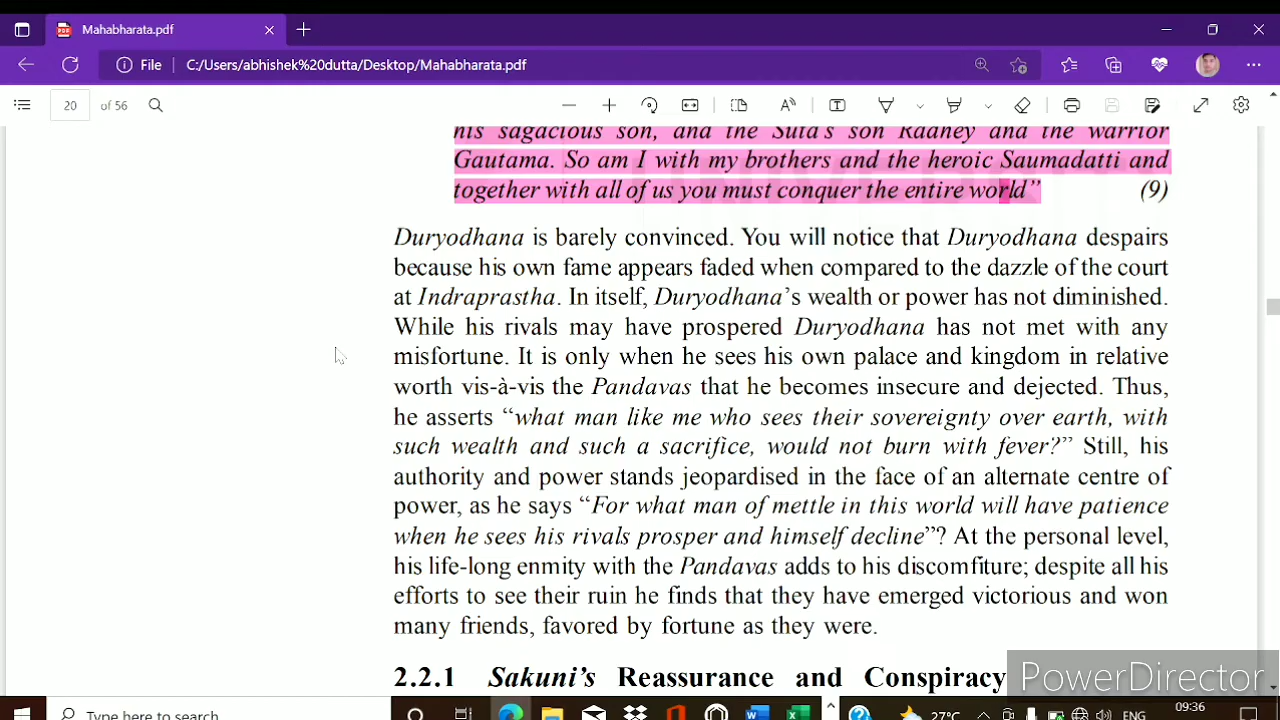 Mahabharata.pdf
File C:/Users/abhishek%20dutta/Desktop/Mahabharata.pdf
20 of 56
his sagacious son, and the Suta's son Radhey and the warrior
Gautama. So am I with my brothers and the heroic Saumadatti and
together with all of us you must conquer the entire world” (9)
Duryodhana is barely convinced. You will notice that Duryodhana despairs
because his own fame appears faded when compared to the dazzle of the court
at Indraprastha. In itself, Duryodhana’s wealth or power has not diminished.
While his rivals may have prospered Duryodhana has not met with any
misfortune. It is only when he sees his own palace and kingdom in relative
worth vis-à-vis the Pandavas that he becomes insecure and dejected. Thus,
he asserts “what man like me who sees their sovereignty over earth, with
such wealth and such a sacrifice, would not burn with fever?” Still, his
authority and power stands jeopardised in the face of an alternate centre of
power, as he says “For what man of mettle in this world will have patience
when he sees his rivals prosper and himself decline”? At the personal level,
his life-long enmity with the Pandavas adds to his discomfiture; despite all his
efforts to see their ruin he finds that they have emerged victorious and won
many friends, favored by fortune as they were.
2.2.1 Sakuni’s Reassurance and Conspiracy
PowerDirector
Type here to search
27°C
ENG
09:36